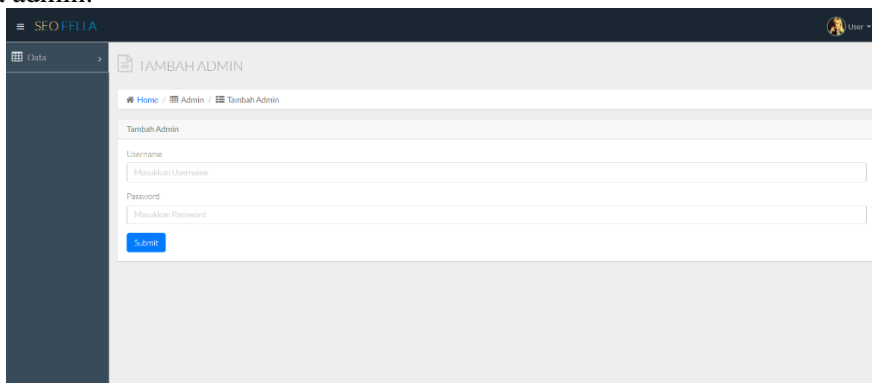 admin.
SEO FELLA
User
Data
TAMBAH ADMIN
Home / Admin / Tambah Admin
Tambah Admin
Username
Masukkan Username
Password
Masukkan Password
Submit